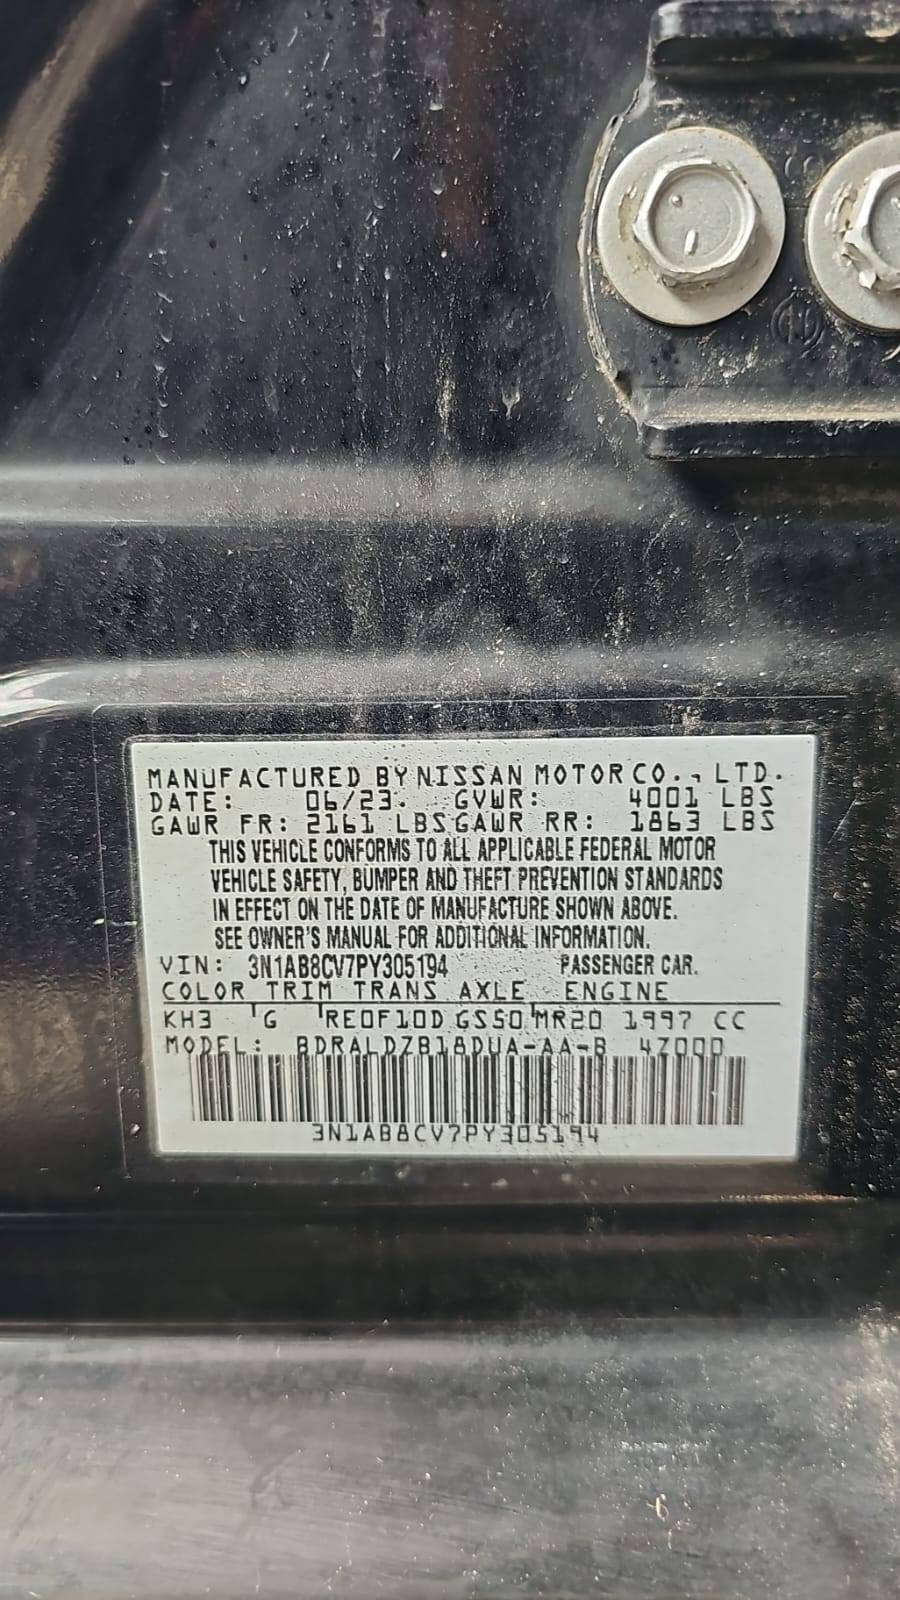 MANUFACTURED BY NISSAN MOTOR CO., LTD.
DATE: 06/23. GVWR: 4001 LBS
GAWR FR: 2161 LBS GAWR RR: 1863 LBS
THIS VEHICLE CONFORMS TO ALL APPLICABLE FEDERAL MOTOR
VEHICLE SAFETY, BUMPER AND THEFT PREVENTION STANDARDS
IN EFFECT ON THE DATE OF MANUFACTURE SHOWN ABOVE.
SEE OWNER'S MANUAL FOR ADDITIONAL INFORMATION.
VIN: 3N1AB8CV7PY305194 PASSENGER CAR.
COLOR TRIM TRANS AXLE ENGINE
KH3 G RE0F10D GS50 MR20 1997 CC
MODEL: BDRALDZB18DUA-AA-B 4Z000
3N1AB8CV7PY305194